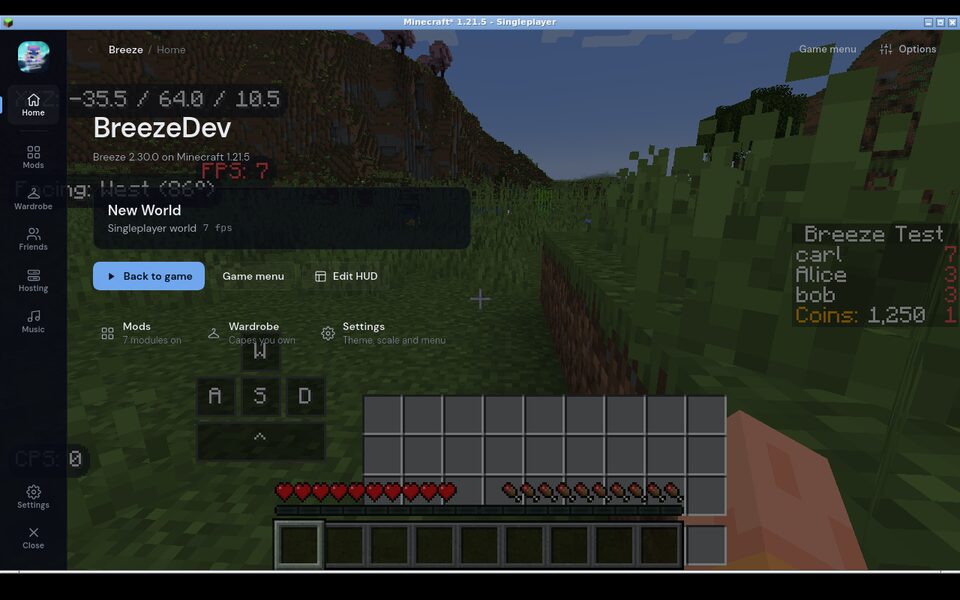 Minecraft* 1.21.5 - Singleplayer
Breeze / Home
Game menu
Options
-35.5 / 64.0 / 10.5
Home
BreezeDev
Breeze 2.30.0 on Minecraft 1.21.5
FPS: 7
Mods
Facing: West (86°)
Wardrobe
New World
Singleplayer world 7 fps
Friends
Breeze Test
carl 7
Alice 3
bob 3
Coins: 1,250 1
Back to game
Game menu
Edit HUD
Hosting
Music
Mods
7 modules on
Wardrobe
Capes you own
Settings
Theme, scale and menu
W
A
S
D
^
CPS: 0
Settings
Close